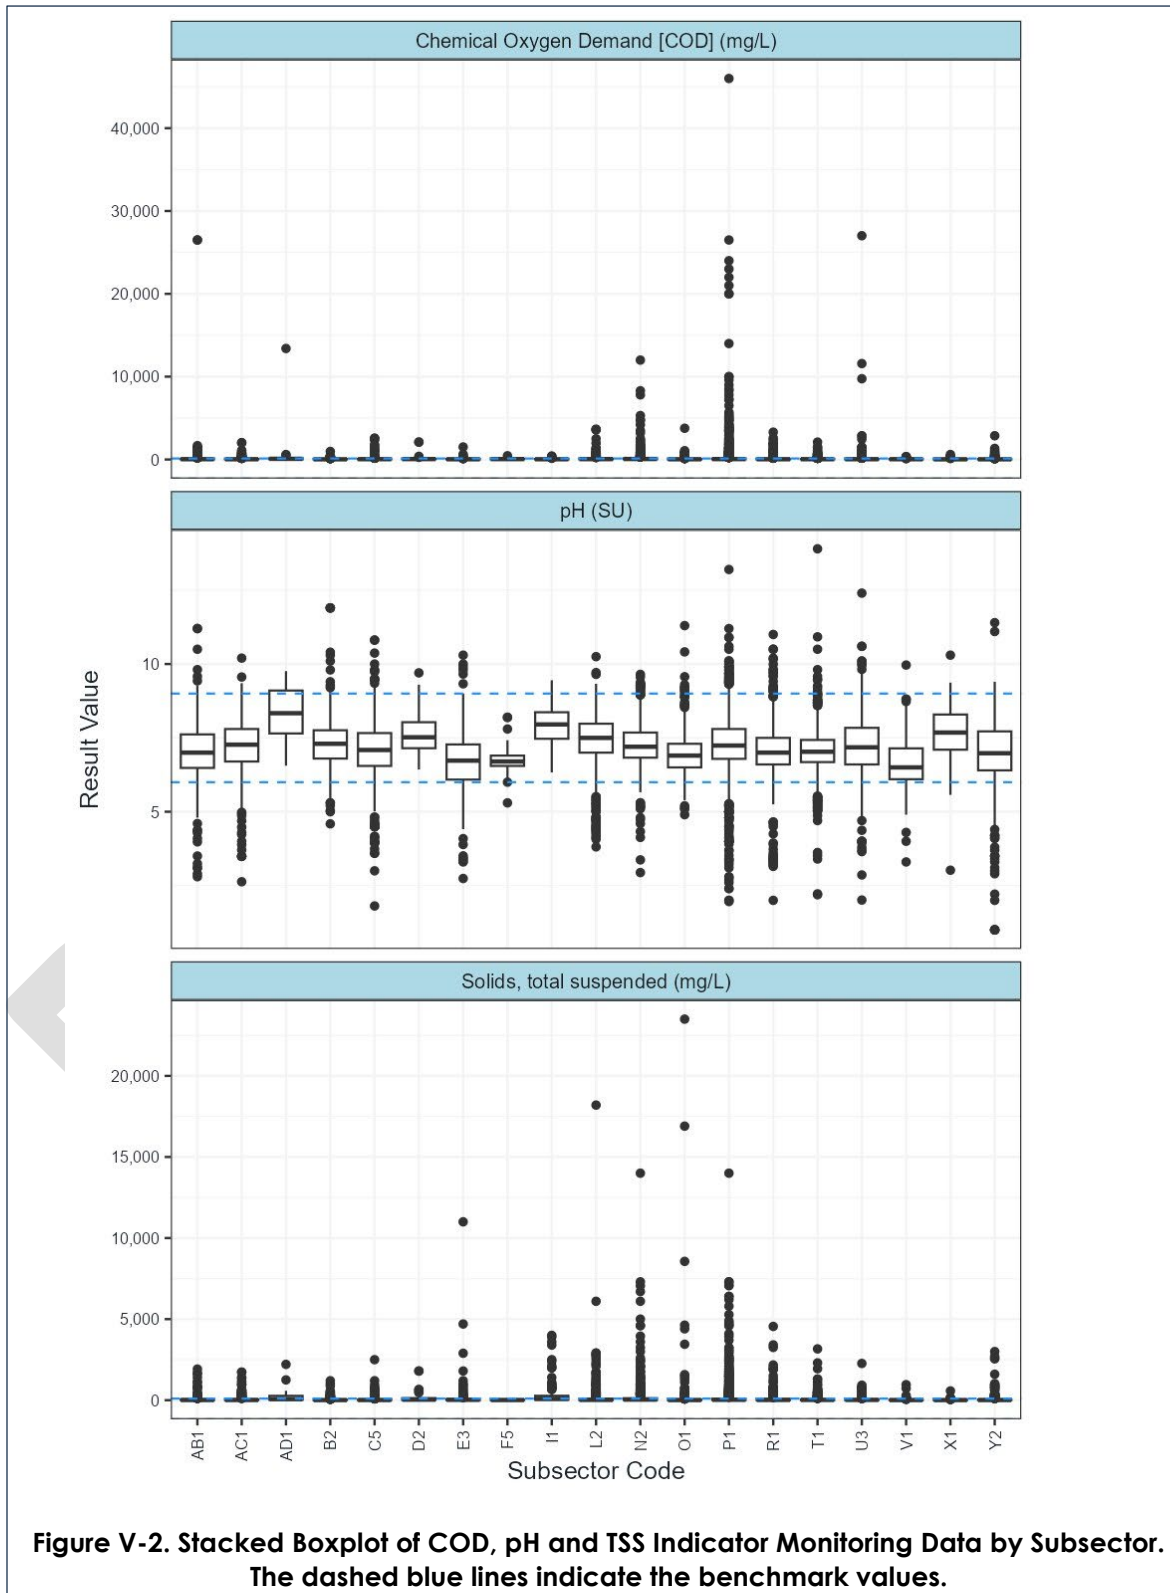 Chemical Oxygen Demand [COD] (mg/L)
40,000
30,000
20,000
10,000
0
pH (SU)
10
5
Result Value
Solids, total suspended (mg/L)
20,000
15,000
10,000
5,000
0
AB1 AC1 AD1 B2 C5 D2 E3 F5 I1 L2 N2 O1 P1 R1 T1 U3 V1 X1 Y2
Subsector Code
Figure V-2. Stacked Boxplot of COD, pH and TSS Indicator Monitoring Data by Subsector.
The dashed blue lines indicate the benchmark values.